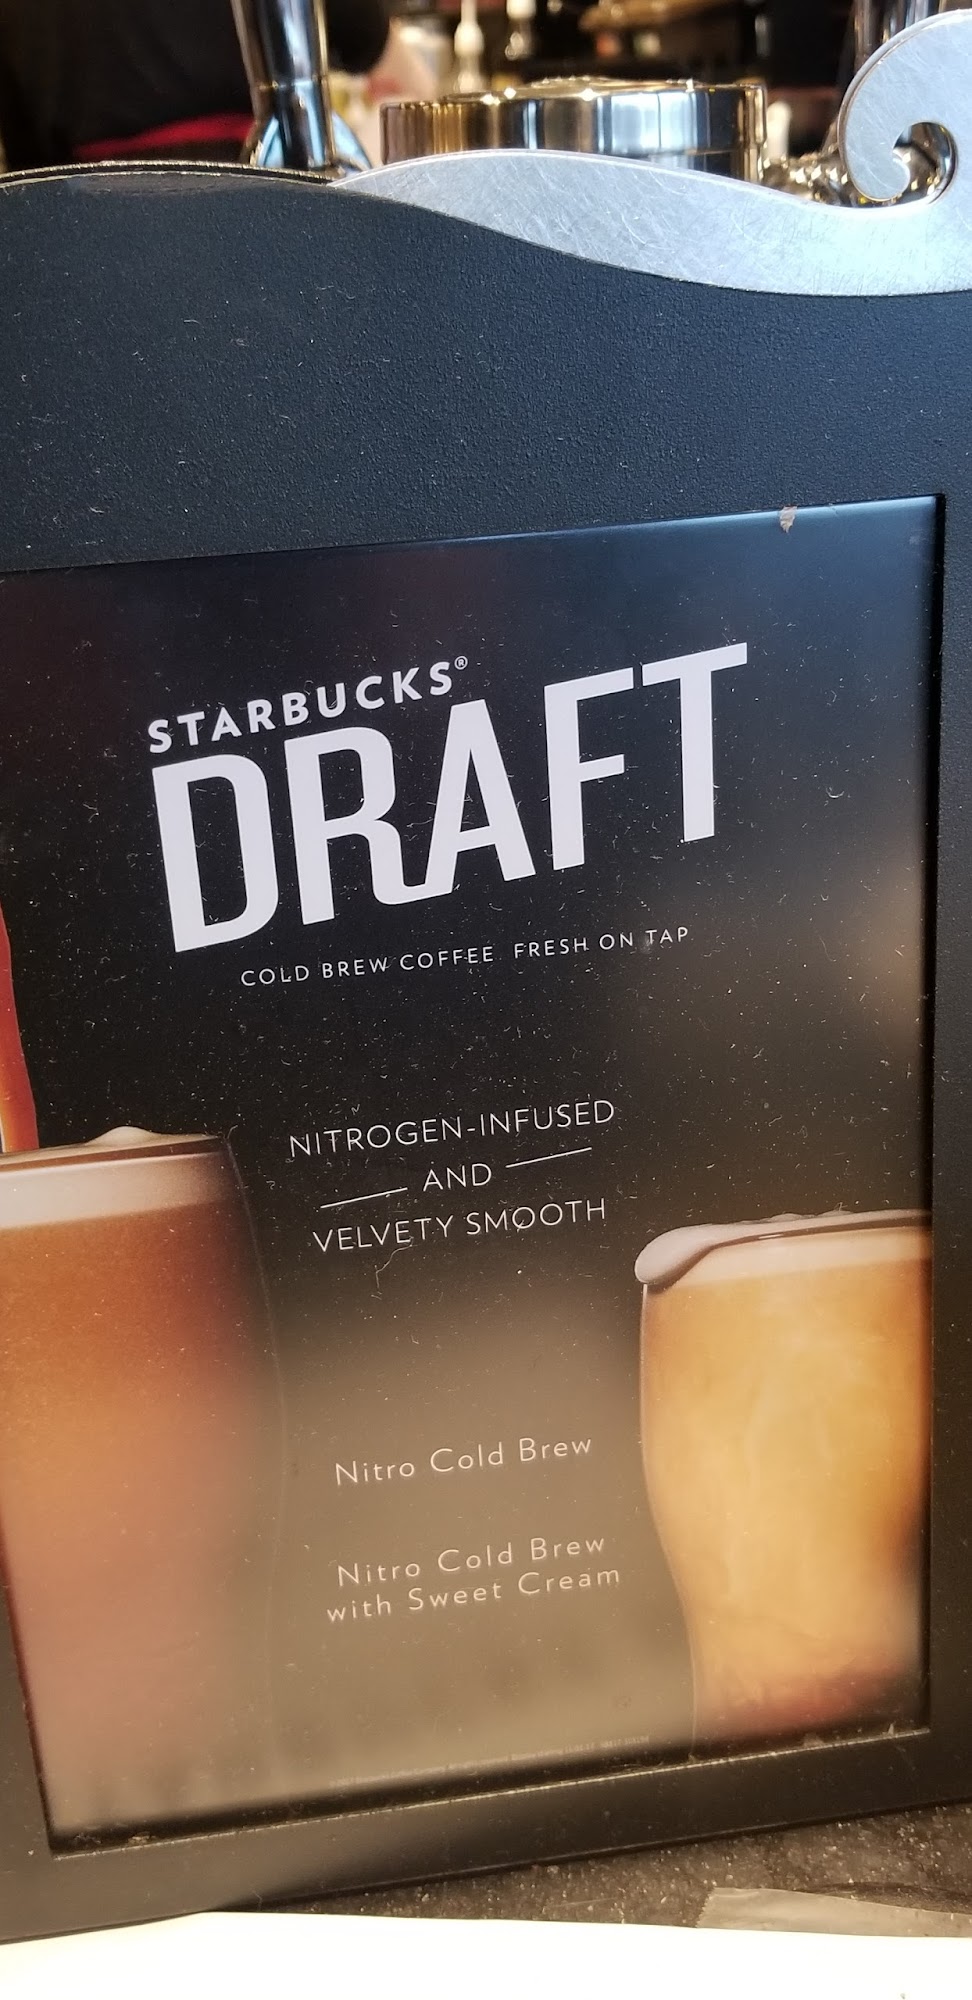 STARBUCKS®
DRAFT
COLD BREW COFFEE FRESH ON TAP
NITROGEN-INFUSED
AND
VELVETY SMOOTH
Nitro Cold Brew
Nitro Cold Brew
with Sweet Cream